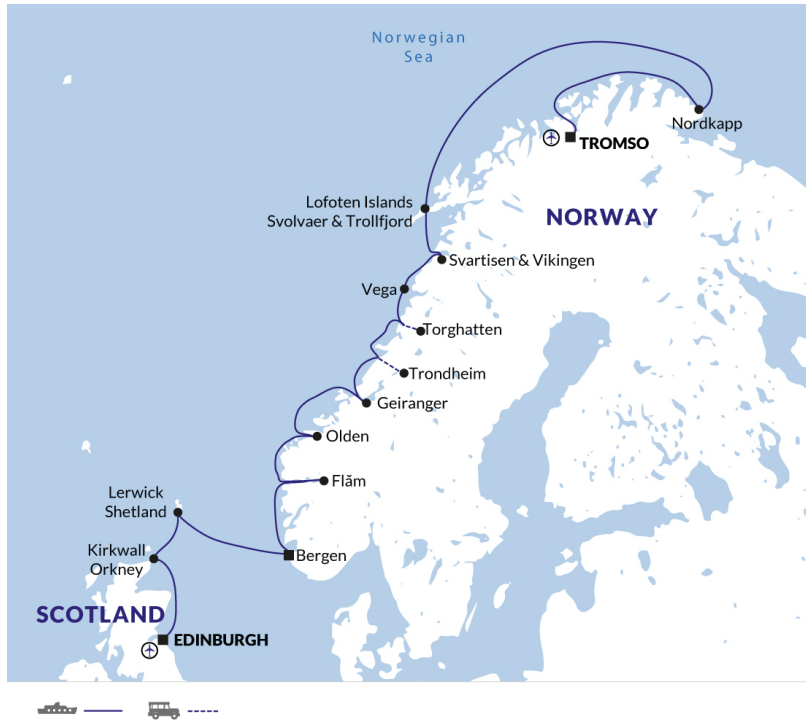 Norwegian
Sea
Nordkapp
TROMSO
Lofoten Islands
Svolvaer & Trollfjord
NORWAY
Svartisen & Vikingen
Vega
Torghatten
Trondheim
Geiranger
Olden
Flăm
Lerwick
Shetland
Kirkwall
Orkney
Bergen
SCOTLAND
EDINBURGH